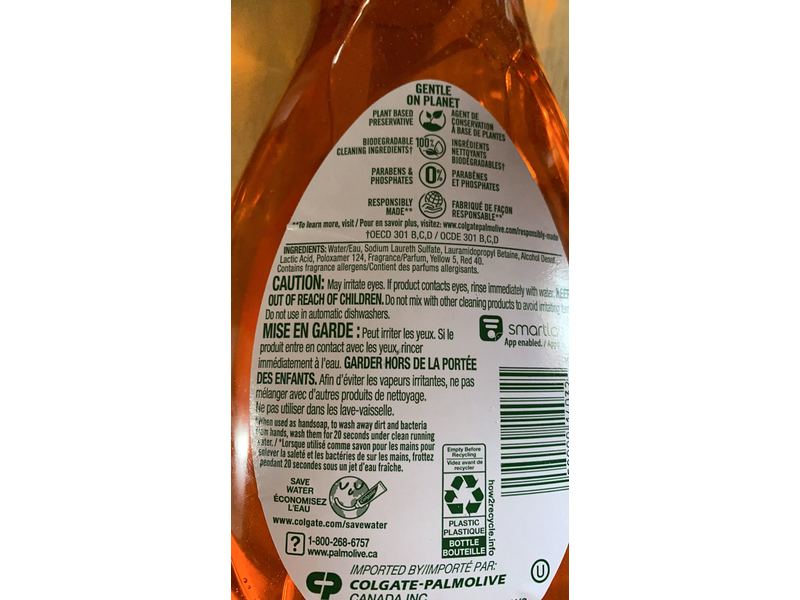 GENTLE
ON PLANET
PLANT BASED
PRESERVATIVE
AGENT DE
CONSERVATION
À BASE DE PLANTES
BIODEGRADABLE
CLEANING INGREDIENTS†
100%
INGRÉDIENTS
NETTOYANTS
BIODÉGRADABLES†
PARABENS &
PHOSPHATES
0%
PARABÈNES
ET PHOSPHATES
RESPONSIBLY
MADE**
FABRIQUÉ DE FAÇON
RESPONSABLE**
**To learn more, visit / Pour en savoir plus, visitez: www.colgatepalmolive.com/responsibly-made
†OECD 301 B,C,D / OCDE 301 B,C,D
INGREDIENTS: Water/Eau, Sodium Laureth Sulfate, Lauramidopropyl Betaine, Alcohol
Lactic Acid, Poloxamer 124, Fragrance/Parfum, Yellow 5, Red 40.
Contains fragrance allergens/Contient des parfums allergisants.
CAUTION: May irritate eyes. If product contacts eyes, rinse immediately with water. KEEP
OUT OF REACH OF CHILDREN. Do not mix with other cleaning products to avoid irritating
Do not use in automatic dishwashers.
MISE EN GARDE : Peut irriter les yeux. Si le
produit entre en contact avec les yeux, rincer
immédiatement à l'eau. GARDER HORS DE LA PORTÉE
DES ENFANTS. Afin d'éviter les vapeurs irritantes, ne pas
mélanger avec d'autres produits de nettoyage.
Ne pas utiliser dans les lave-vaisselle.
smartla
App enabled. /
*When used as handsoap, to wash away dirt and bacteria
from hands, wash them for 20 seconds under clean running
water. / *Lorsque utilisé comme savon pour les mains pour
enlever la saleté et les bactéries de sur les mains, frottez
pendant 20 secondes sous un jet d'eau fraîche.
SAVE
WATER
ÉCONOMISEZ
L'EAU
www.colgate.com/savewater
Empty Before
Recycling
Videz avant de
recycler
PLASTIC
PLASTIQUE
BOTTLE
BOUTEILLE
how2recycle.info
? 1-800-268-6757
www.palmolive.ca
IMPORTED BY/IMPORTÉ PAR:
CP COLGATE-PALMOLIVE
CANADA INC.
U